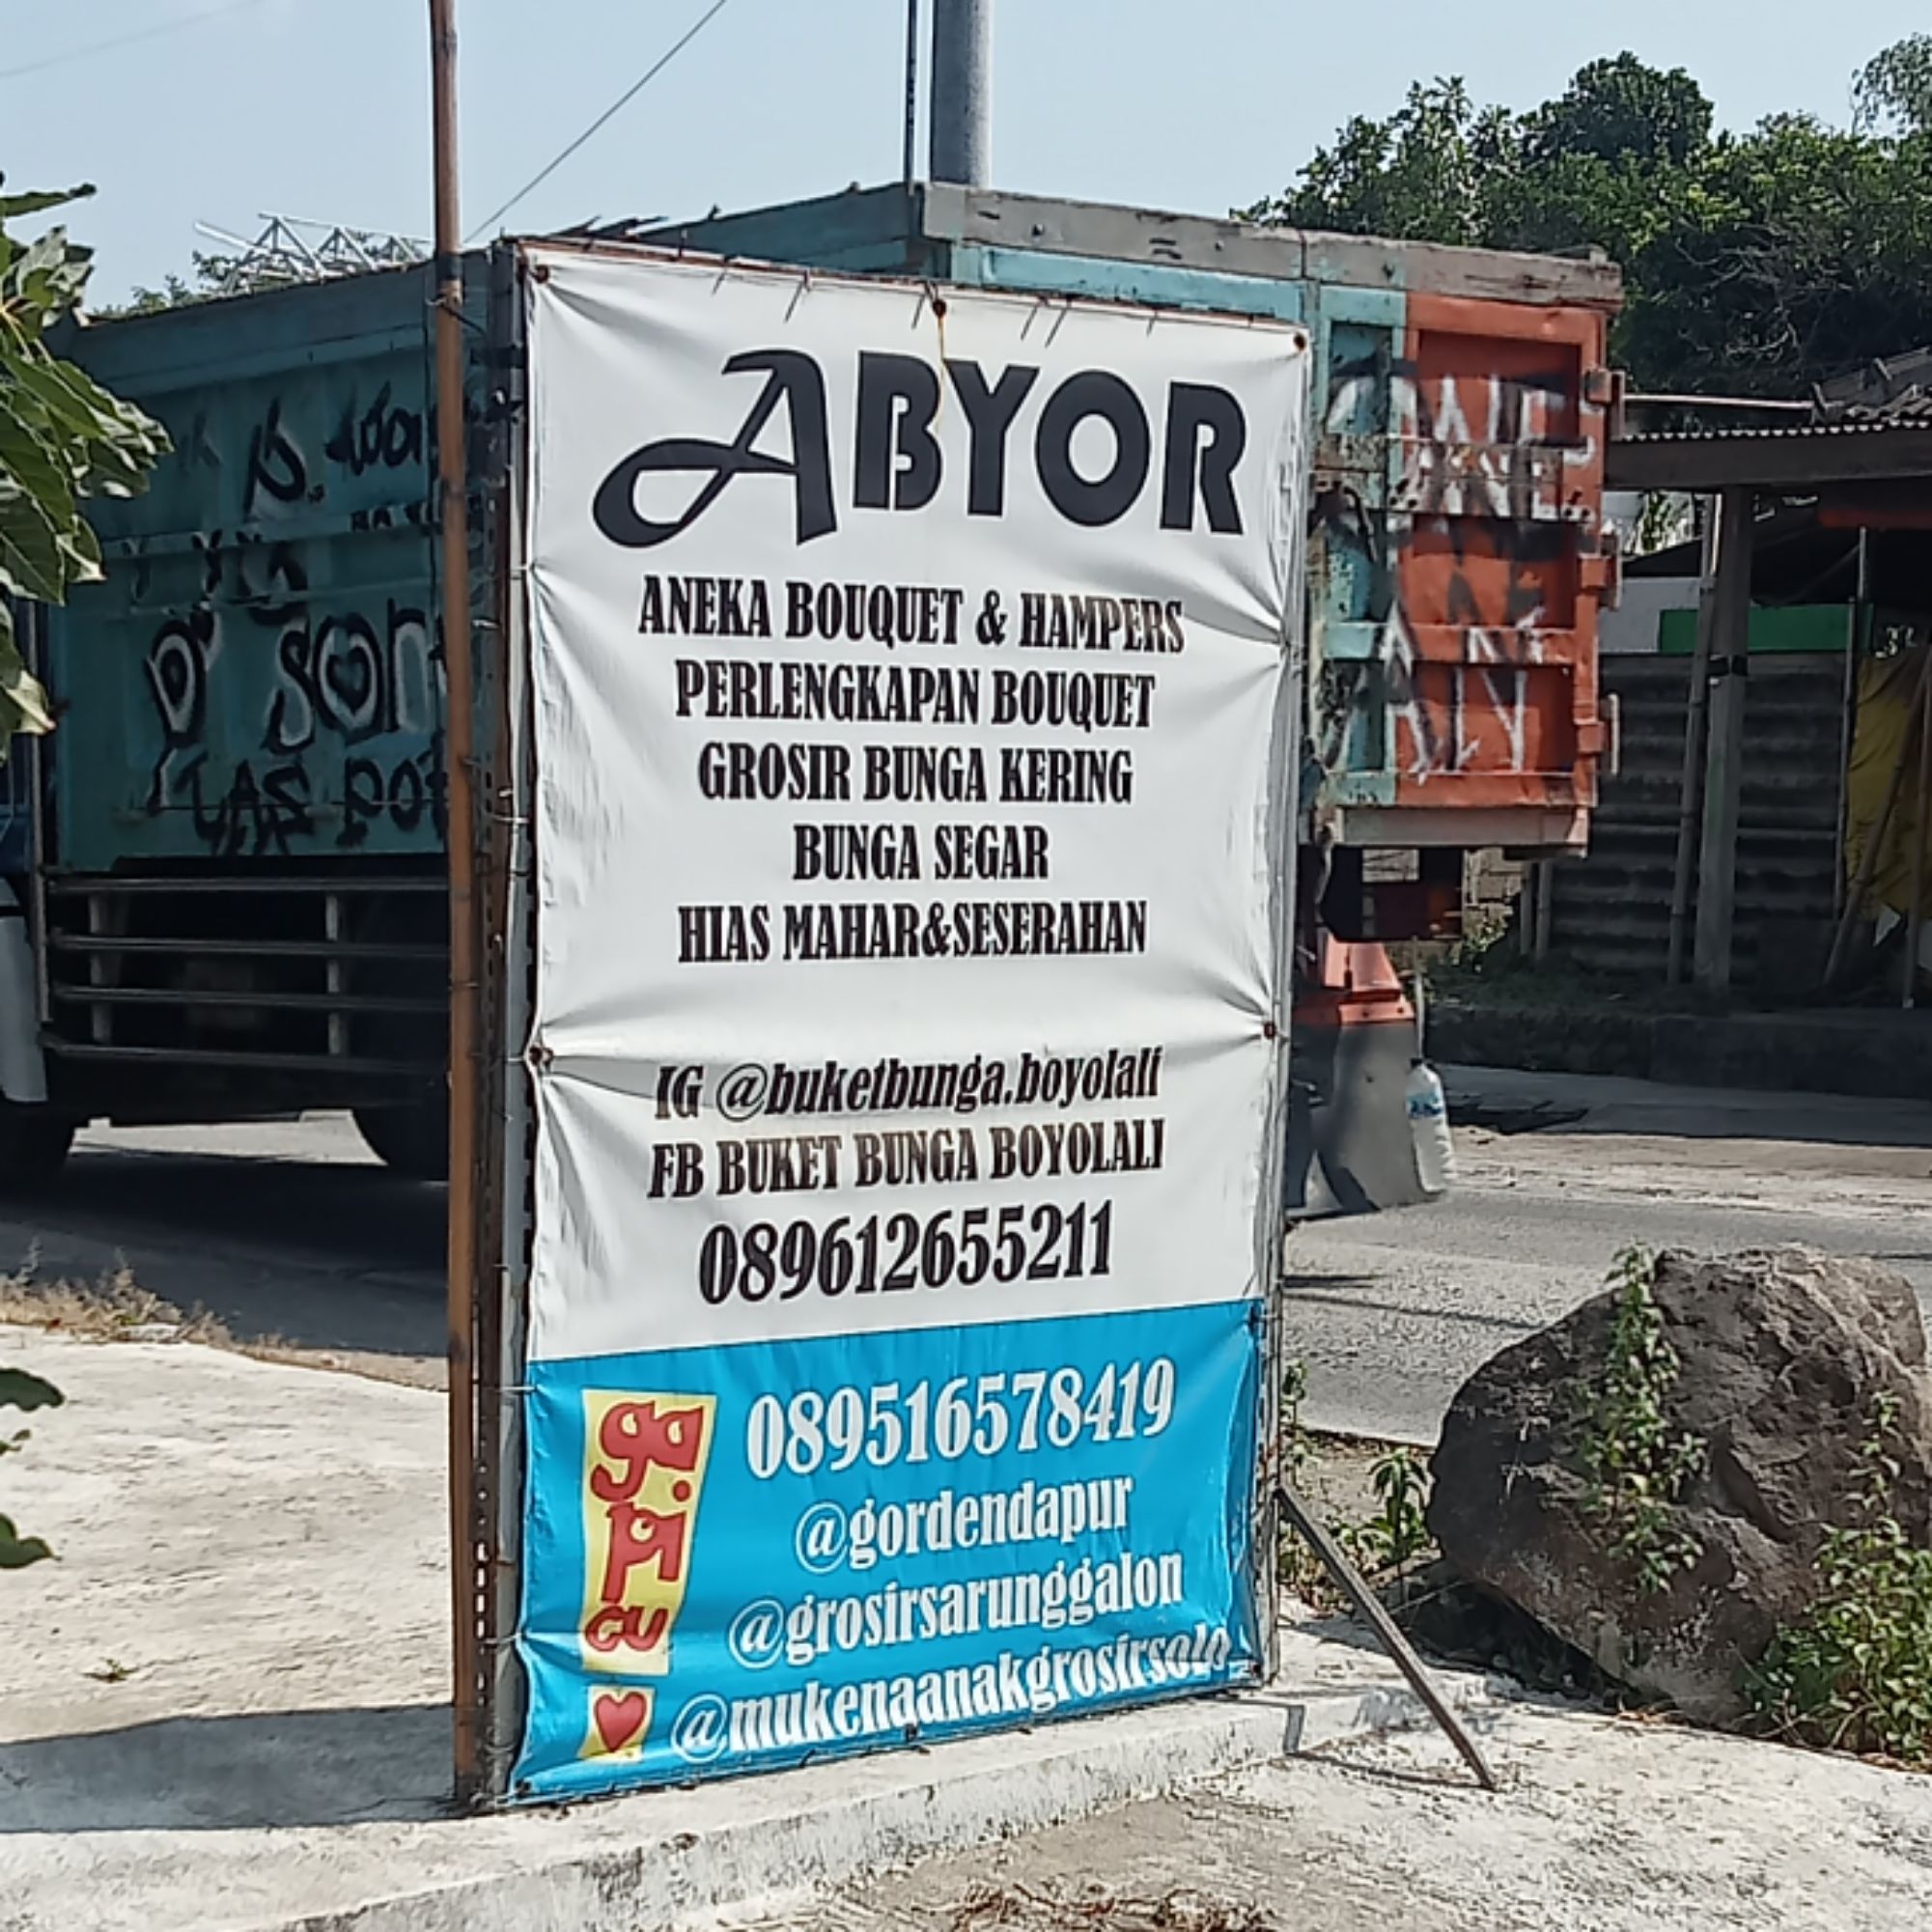 ABYOR
ANEKA BOUQUET & HAMPERS
PERLENGKAPAN BOUQUET
GROSIR BUNGA KERING
BUNGA SEGAR
HIAS MAHAR&SESERAHAN
IG @buketbunga.boyolali
FB BUKET BUNGA BOYOLALI
089612655211
089516578419
@gordendapur
@grosirsarunggalon
@mukenaanakgrosirsolo